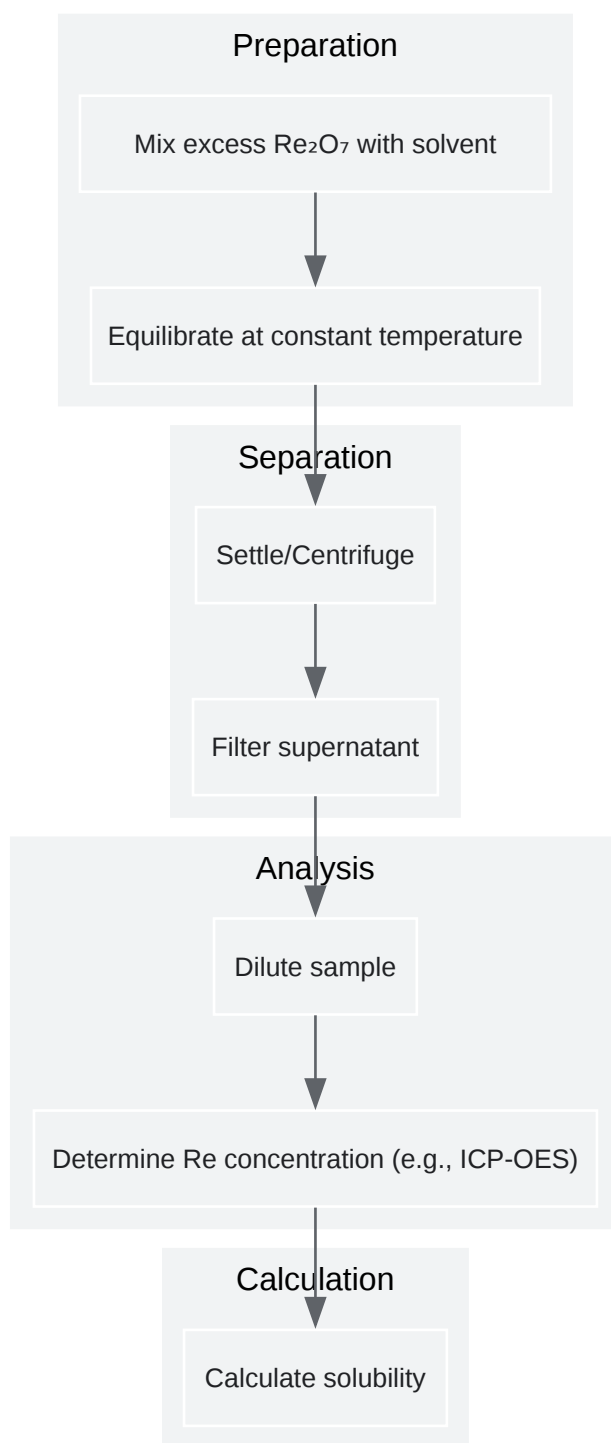 Preparation
Mix excess Re₂O₇ with solvent
Equilibrate at constant temperature
Separation
Settle/Centrifuge
Filter supernatant
Analysis
Dilute sample
Determine Re concentration (e.g., ICP-OES)
Calculation
Calculate solubility